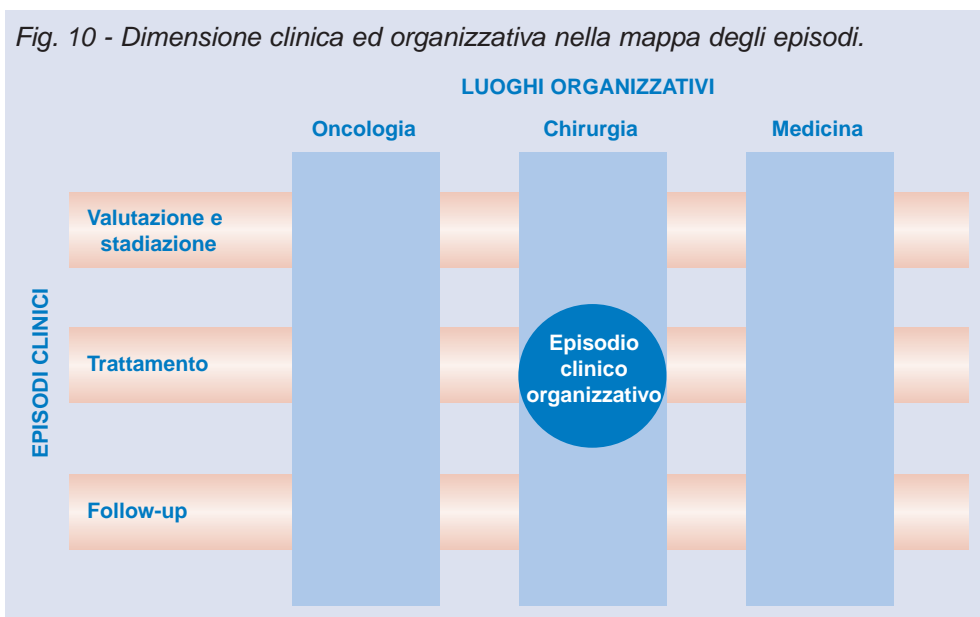 Fig. 10 - Dimensione clinica ed organizzativa nella mappa degli episodi.
LUOGHI ORGANIZZATIVI
Oncologia
Chirurgia
Medicina
EPISODI CLINICI
Valutazione e
stadiazione
Trattamento
Episodio
clinico
organizzativo
Follow-up